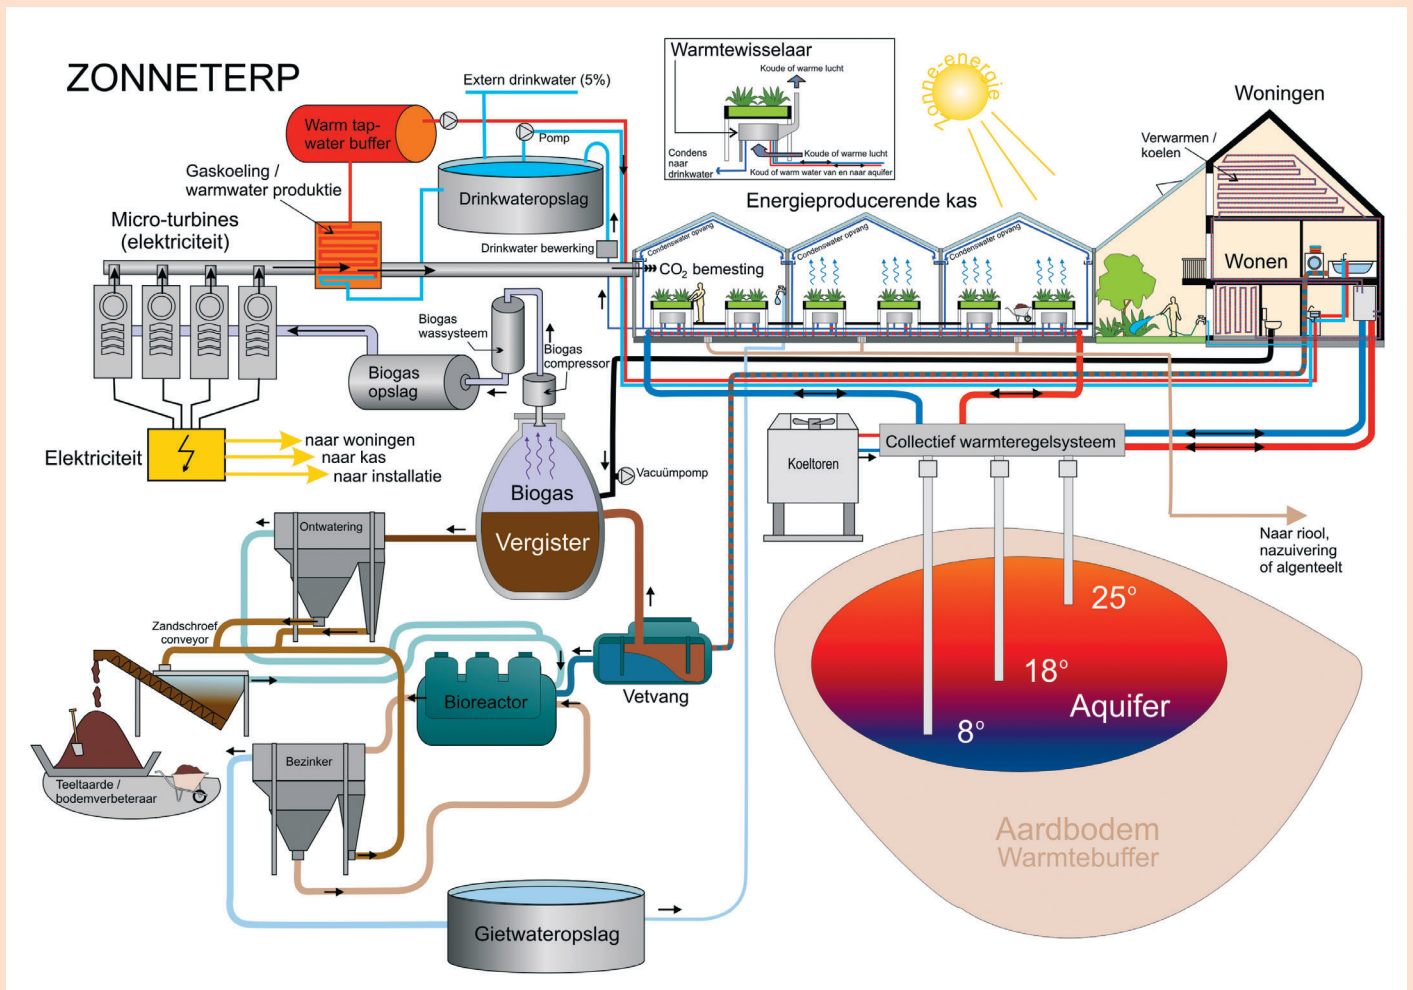 ZONNETERP
Warm tap-
water buffer
Extern drinkwater (5%)
Pomp
Drinkwateropslag
Gaskoeling /
warmwater produktie
Micro-turbines
(elektriciteit)
Drinkwater bewerking
Warmtewisselaar
Koude of warme lucht
Condens
naar
drinkwater
Koude of warme lucht
Koud of warm water van en naar aquifer
Zonne-energie
Energieproducerende kas
Condenswater opvang
Condenswater opvang
Condenswater opvang
CO2 bemesting
Woningen
Verwarmen /
koelen
Wonen
Biogas
wassysteem
Biogas
compressor
Biogas
opslag
Elektriciteit
naar woningen
naar kas
naar installatie
Biogas
Vergister
Vacuümpomp
Koeltoren
Collectief warmteregelsysteem
Naar riool,
nazuivering
of algenteelt
Ontwatering
Zandschroef
conveyor
Teeltaarde /
bodemverbeteraar
Bioreactor
Vetvang
Bezinker
Gietwateropslag
25°
18°
8°
Aquifer
Aardbodem
Warmtebuffer